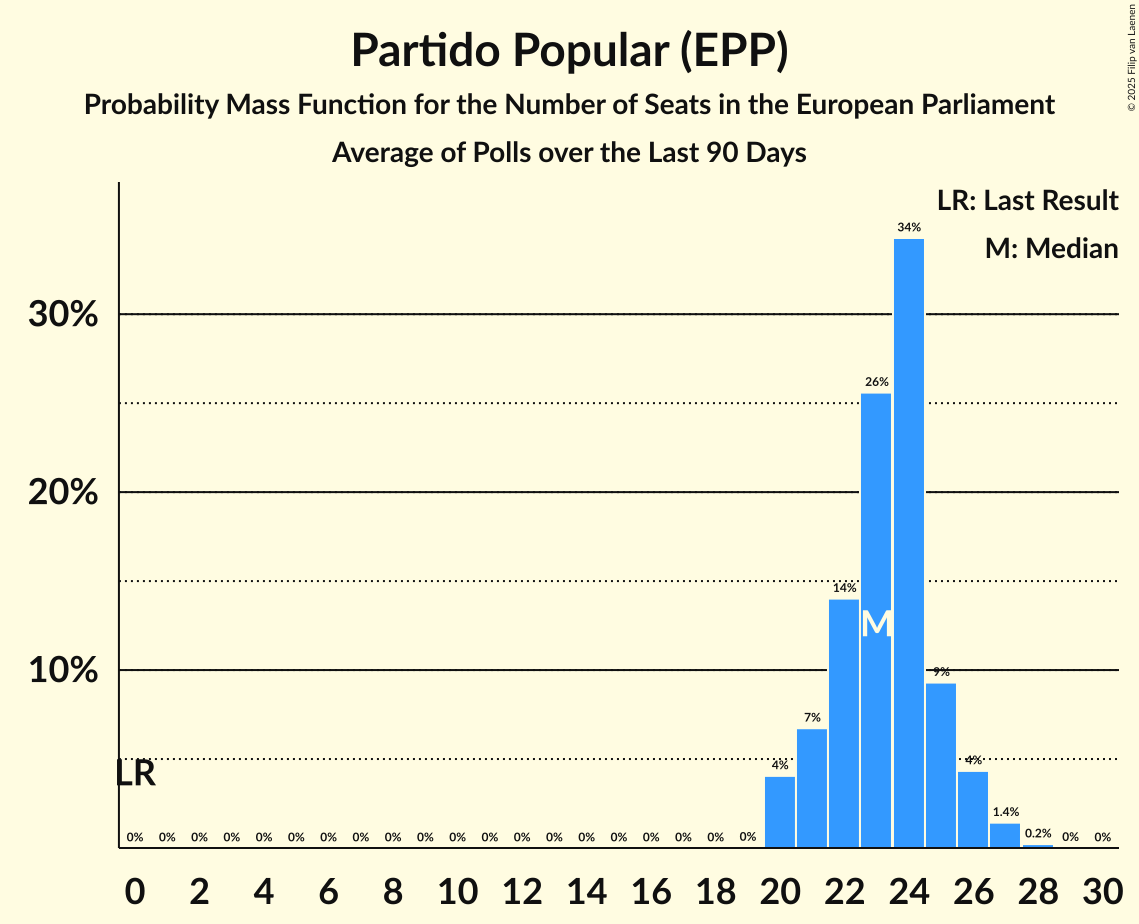 Partido Popular (EPP)
Probability Mass Function for the Number of Seats in the European Parliament
Average of Polls over the Last 90 Days
© 2025 Filip van Laenen
LR: Last Result
M: Median
34%
30%
26%
20%
14%
M
10%
9%
7%
LR
4% 4%
1.4%
0% 0% 0% 0% 0% 0% 0% 0% 0% 0% 0% 0% 0% 0% 0% 0% 0% 0% 0% 0% 0.2% 0% 0%
0 2 4 6 8 10 12 14 16 18 20 22 24 26 28 30